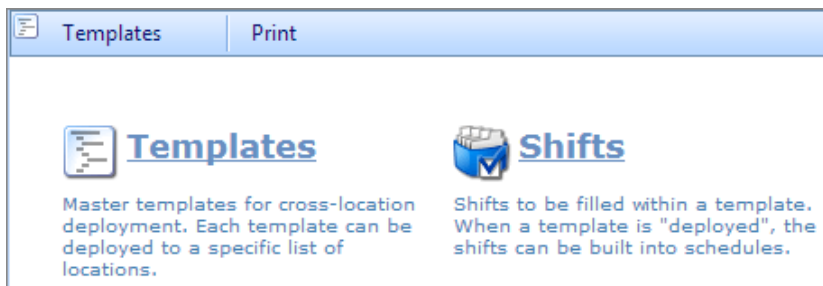 Templates Print
Templates
Master templates for cross-location
deployment. Each template can be
deployed to a specific list of
locations.
Shifts
Shifts to be filled within a template.
When a template is "deployed", the
shifts can be built into schedules.